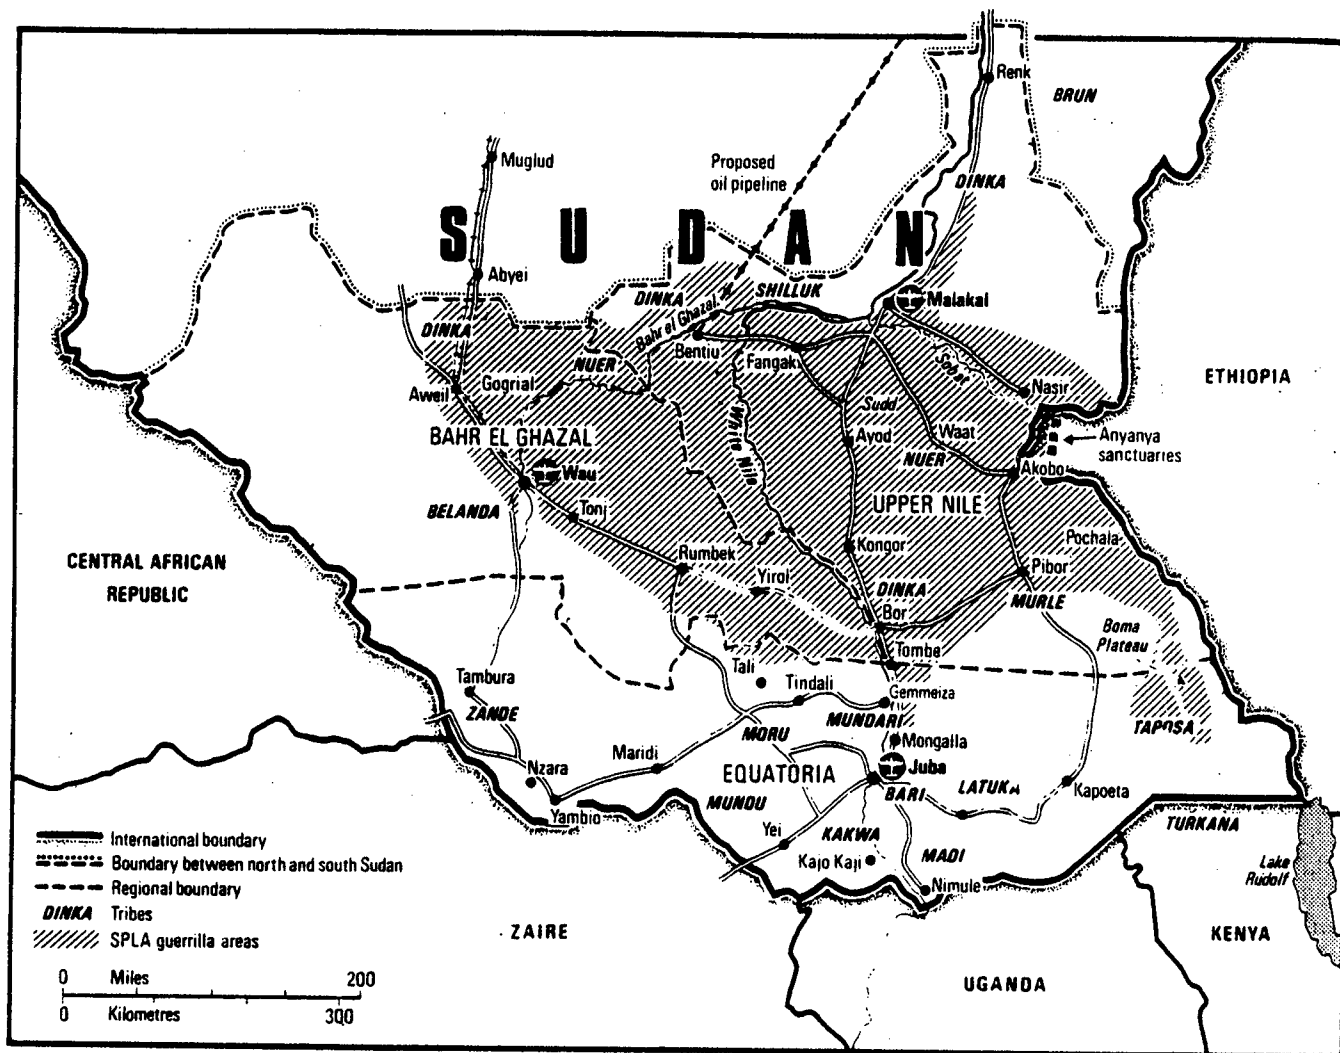 Renk
BRUN
Muglud
Proposed
oil pipeline
DINKA
S U D A N
Abyei
DINKA
SHILLUK
Malakal
DINKA
Bahr el Ghazal
Bentiu
Fangak
NUER
Sobat
Nasir
ETHIOPIA
Aweil
Gogrial
Sudd
White Nile
Ayod
Waat
Anyanya
sanctuaries
BAHR EL GHAZAL
NUER
Akobo
Wau
BELANDA
Tonj
UPPER NILE
Pochala
CENTRAL AFRICAN
REPUBLIC
Rumbek
Kongor
Yirol
DINKA
Pibor
MURLE
Bor
Boma
Plateau
Tombe
Tali
Tambura
Tindali
Gemmeiza
ZANDE
MUNDARI
TAPOSA
MORU
Mongalla
Maridi
Nzara
EQUATORIA
Juba
BARI
LATUKA
Kapoeta
MUNDU
Yambio
Yei
KAKWA
TURKANA
Kajo Kaji
MADI
Nimule
Lake
Rudolf
International boundary
Boundary between north and south Sudan
Regional boundary
DINKA Tribes
SPLA guerrilla areas
ZAIRE
KENYA
UGANDA
0 Miles 200
0 Kilometres 300